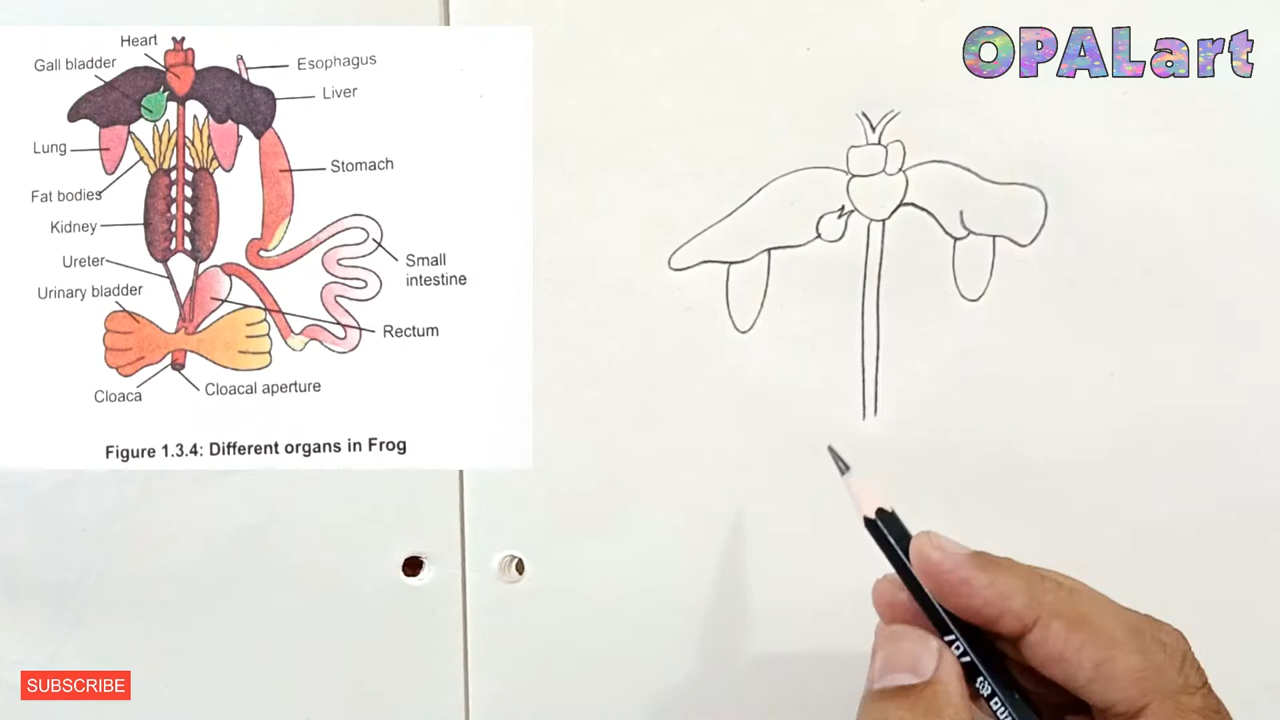 OPALart
Heart
Gall bladder
Esophagus
Liver
Lung
Stomach
Fat bodies
Kidney
Ureter
Small
intestine
Urinary bladder
Rectum
Cloaca
Cloacal aperture
Figure 1.3.4: Different organs in Frog
SUBSCRIBE